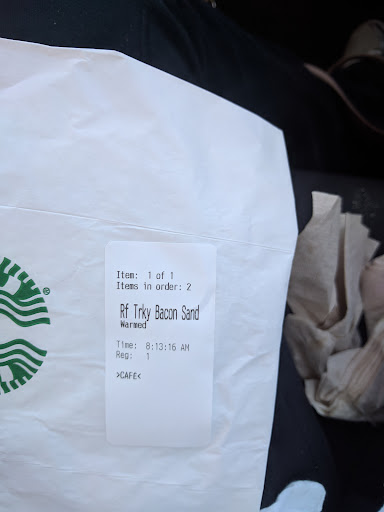 Item: 1 of 1
Items in order: 2
Rf Trky Bacon Sand
Warmed
Time: 8:13:16 AM
Reg: 1
>CAFE<
®